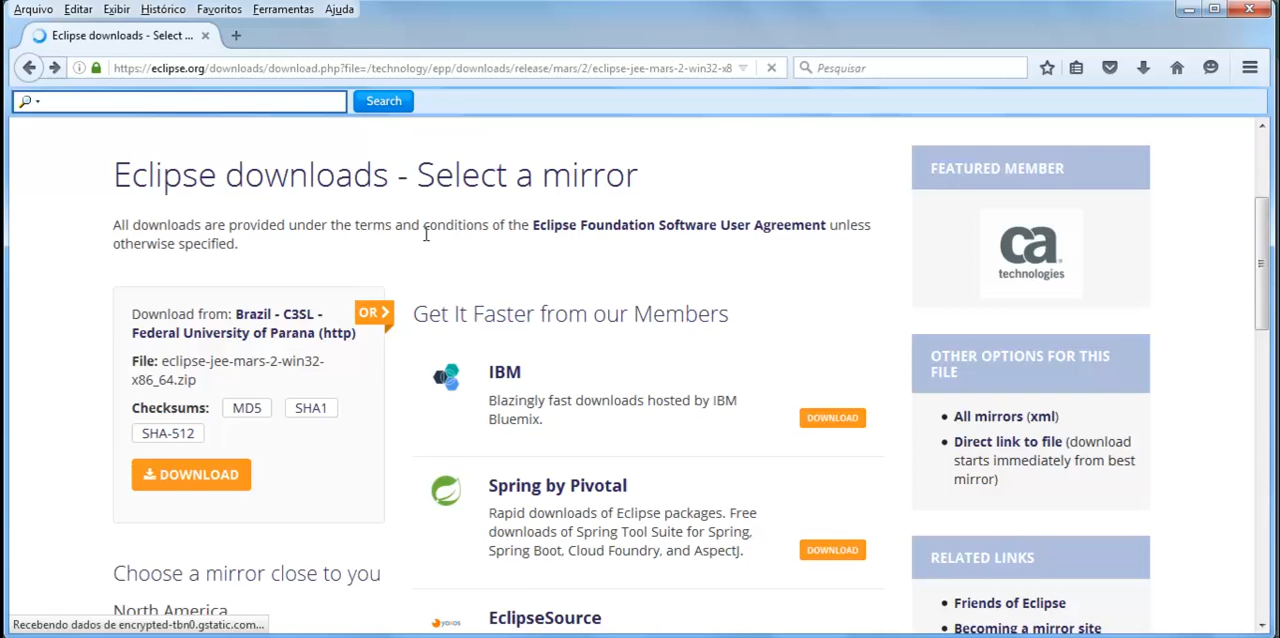 Arquivo Editar Exibir Histórico Favoritos Ferramentas Ajuda
Eclipse downloads - Select ... × +
https://eclipse.org/downloads/download.php?file=/technology/epp/downloads/release/mars/2/eclipse-jee-mars-2-win32-x8 Pesquisar
Search
Eclipse downloads - Select a mirror
All downloads are provided under the terms and conditions of the Eclipse Foundation Software User Agreement unless
otherwise specified.
Download from: Brazil - C3SL -
Federal University of Parana (http)
File: eclipse-jee-mars-2-win32-
x86_64.zip
Checksums: MD5 SHA1
SHA-512
DOWNLOAD
OR
Choose a mirror close to you
North America
Get It Faster from our Members
IBM
Blazingly fast downloads hosted by IBM
Bluemix.
DOWNLOAD
Spring by Pivotal
Rapid downloads of Eclipse packages. Free
downloads of Spring Tool Suite for Spring,
Spring Boot, Cloud Foundry, and AspectJ.
DOWNLOAD
EclipseSource
FEATURED MEMBER
ca.
technologies
OTHER OPTIONS FOR THIS
FILE
All mirrors (xml)
Direct link to file (download
starts immediately from best
mirror)
RELATED LINKS
Friends of Eclipse
Becoming a mirror site
Recebendo dados de encrypted-tbn0.gstatic.com...